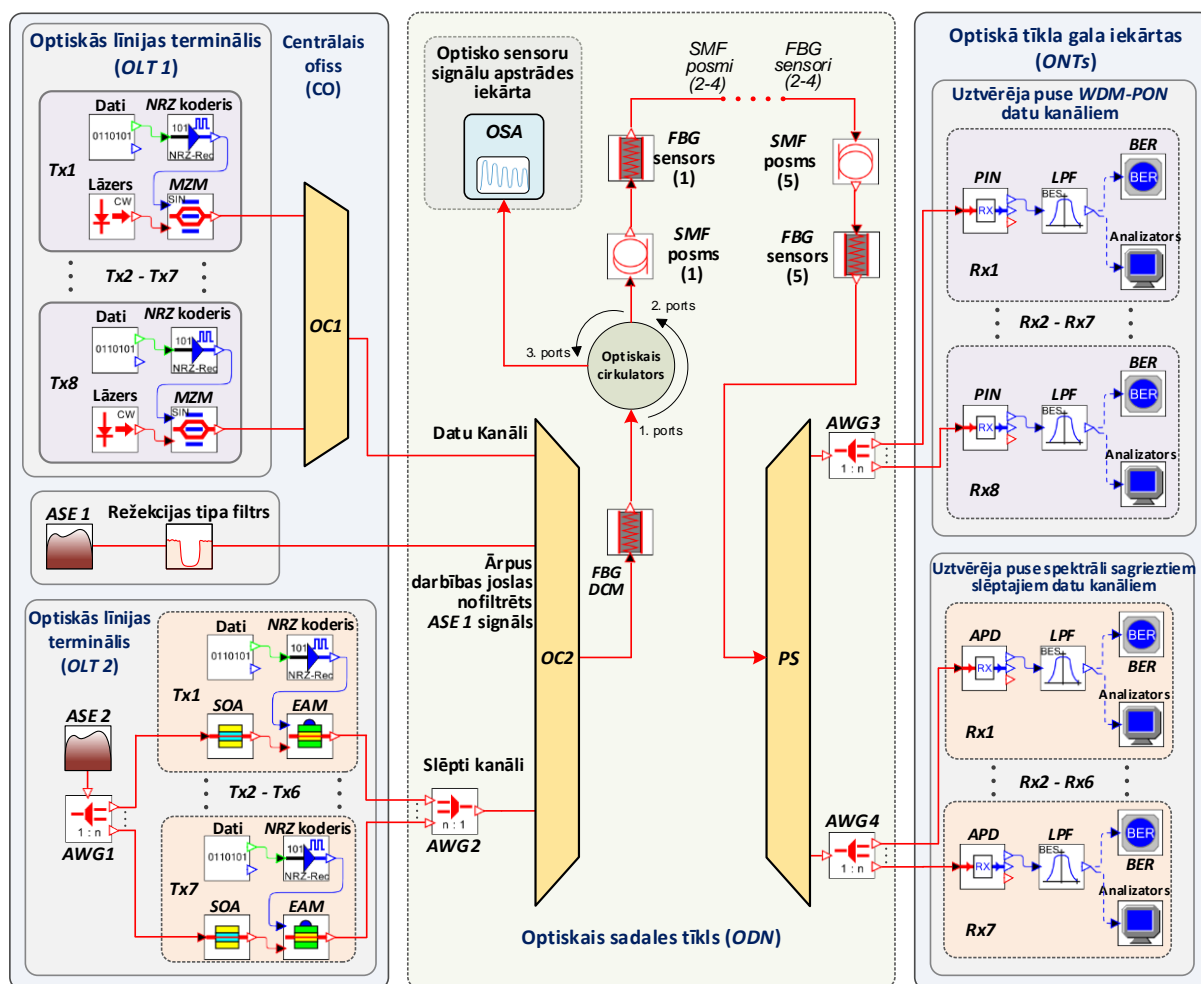 Optiskās līnijas terminālis
(OLT 1)
Centrālais
ofiss
(CO)
Dati
NRZ koderis
0110101
101
NRZ-Rec
Tx1
Lāzers
MZM
CW
SIN
Tx2 - Tx7
Dati
NRZ koderis
0110101
101
NRZ-Rec
Tx8
Lāzers
MZM
CW
SIN
OC1
ASE 1
Režekcijas tipa filtrs
Optiskās
līnijas
terminālis
(OLT 2)
Dati
NRZ koderis
0110101
101
NRZ-Rec
Tx1
SOA
EAM
ASE 2
Tx2 - Tx6
1 : n
AWG1
Dati
NRZ koderis
0110101
101
NRZ-Rec
Tx7
SOA
EAM
Optisko sensoru
signālu apstrādes
iekārta
OSA
SMF
posmi
(2-4)
FBG
sensori
(2-4)
FBG
sensors
(1)
SMF
posms
(5)
SMF
posms
(1)
FBG
sensors
(5)
2. ports
3. ports
Optiskais
cirkulators
1. ports
Datu Kanāli
FBG
DCM
Ārpus
darbības joslas
nofiltrēts
ASE 1 signāls
OC2
PS
Slēpti kanāli
n : 1
AWG2
AWG3
1 : n
AWG4
1 : n
Optiskais sadales tīkls (ODN)
Optiskā tīkla gala iekārtas
(ONTs)
Uztvērēja puse WDM-PON
datu kanāliem
BER
PIN
LPF
BER
RX
BES
Analizators
Rx1
Rx2 - Rx7
BER
PIN
LPF
BER
RX
BES
Analizators
Rx8
Uztvērēja puse spektrāli sagrieztiem
slēptajiem datu kanāliem
APD
LPF
BER
RX
BES
BER
Analizators
Rx1
Rx2 - Rx6
APD
LPF
BER
RX
BES
BER
Analizators
Rx7